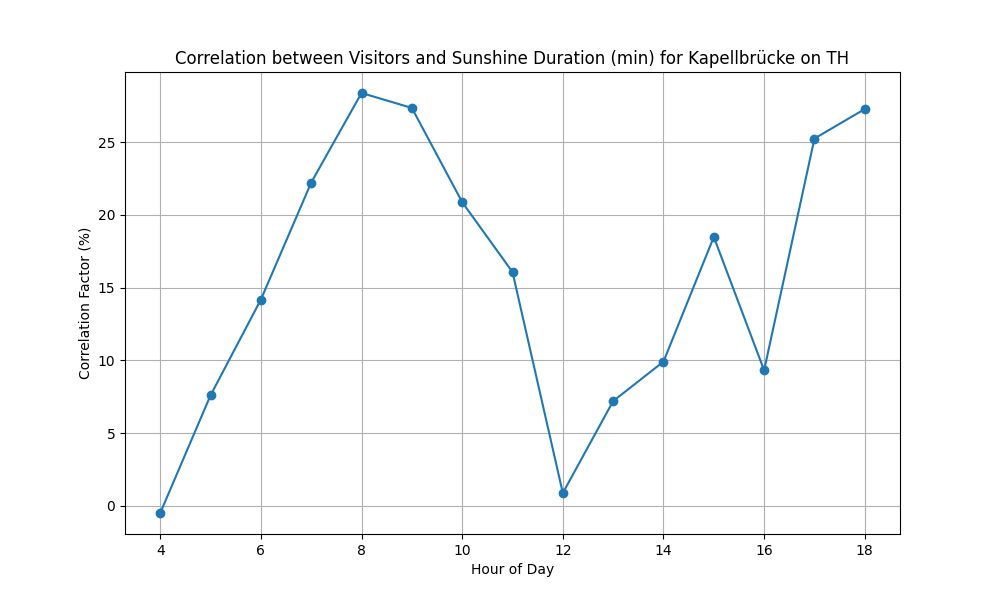 Correlation between Visitors and Sunshine Duration (min) for Kapellbrücke on TH
Correlation Factor (%)
25
20
15
10
5
0
4 6 8 10 12 14 16 18
Hour of Day